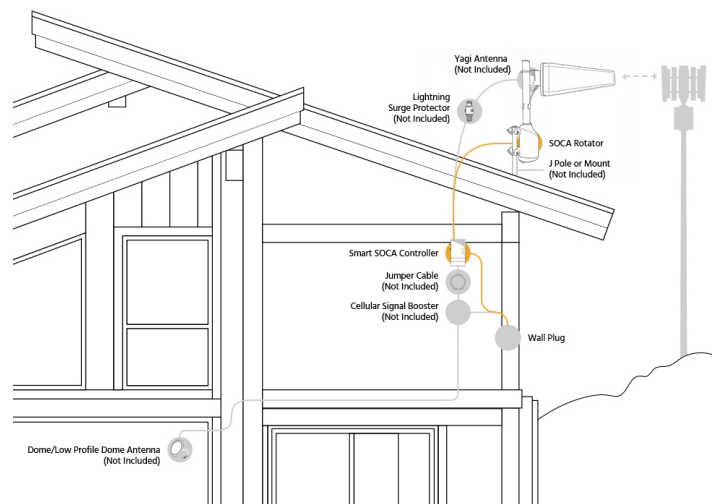 Yagi Antenna
(Not Included)
Lightning
Surge Protector
(Not Included)
SOCA Rotator
J Pole or Mount
(Not Included)
Smart SOCA Controller
Jumper Cable
(Not Included)
Cellular Signal Booster
(Not Included)
Wall Plug
Dome/Low Profile Dome Antenna
(Not Included)